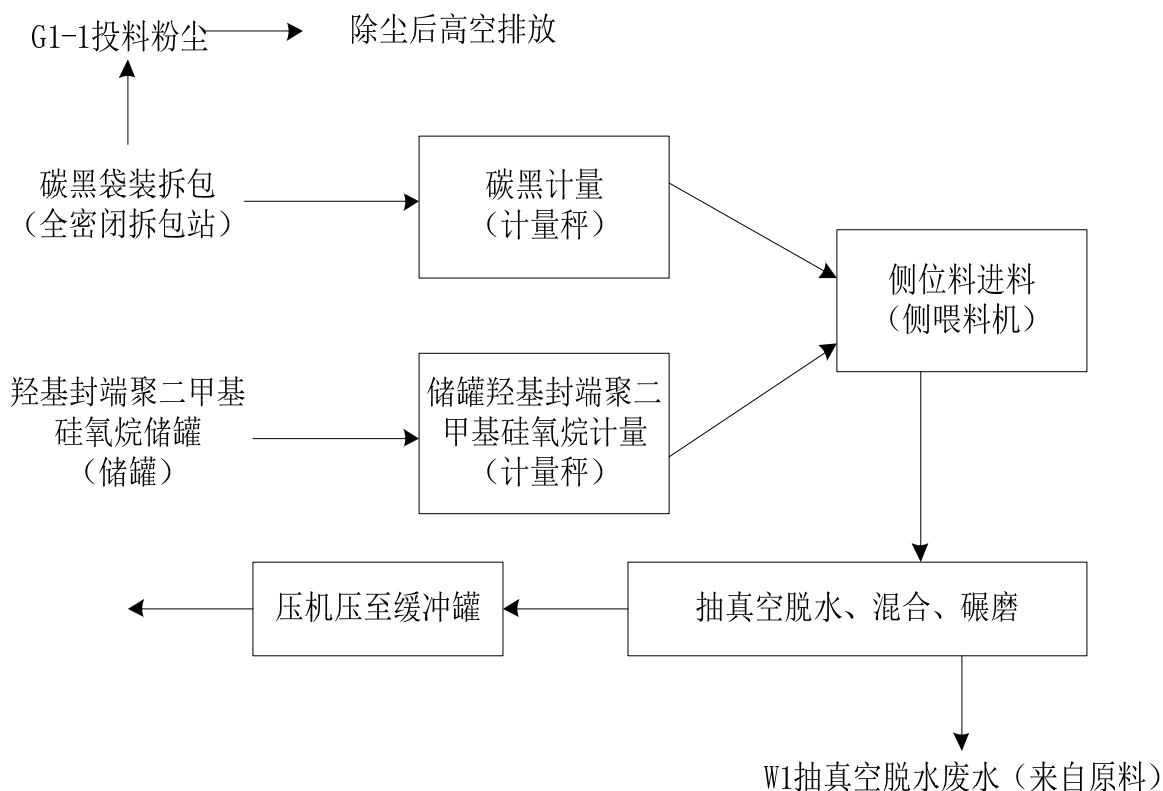 G1-1投料粉尘
除尘后高空排放
碳黑袋装拆包
（全密闭拆包站）
碳黑计量
（计量秤）
侧位料进料
（侧喂料机）
羟基封端聚二甲基
硅氧烷储罐
（储罐）
储罐羟基封端聚二
甲基硅氧烷计量
（计量秤）
压机压至缓冲罐
抽真空脱水、混合、碾磨
W1抽真空脱水废水（来自原料）